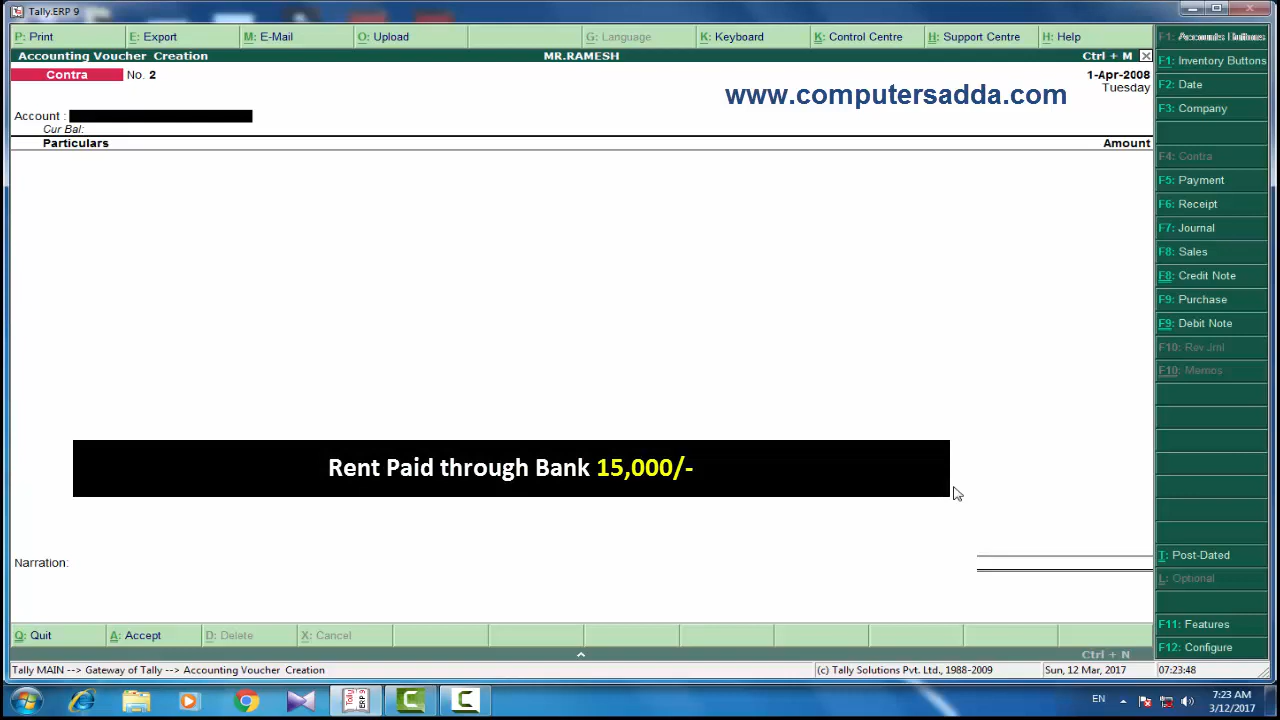 Tally.ERP 9
P: Print E: Export M: E-Mail O: Upload G: Language K: Keyboard K: Control Centre H: Support Centre H: Help
Accounting Voucher Creation MR.RAMESH Ctrl + M
Contra No. 2 1-Apr-2008
Tuesday
www.computersadda.com
Account :
Cur Bal:
Particulars Amount
Rent Paid through Bank 15,000/-
Narration:
F1: Accounts Buttons
F1: Inventory Buttons
F2: Date
F3: Company
F4: Contra
F5: Payment
F6: Receipt
F7: Journal
F8: Sales
F8: Credit Note
F9: Purchase
F9: Debit Note
F10: Rev Jrnl
F10: Memos
T: Post-Dated
L: Optional
F11: Features
F12: Configure
Q: Quit A: Accept D: Delete X: Cancel
Ctrl + N
Tally MAIN --> Gateway of Tally --> Accounting Voucher Creation (c) Tally Solutions Pvt. Ltd., 1988-2009 Sun, 12 Mar, 2017 07:23:48
EN 7:23 AM
3/12/2017